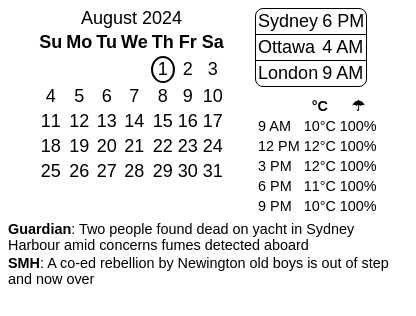 August 2024
Su Mo Tu We Th Fr Sa
1 2 3
4 5 6 7 8 9 10
11 12 13 14 15 16 17
18 19 20 21 22 23 24
25 26 27 28 29 30 31
Sydney 6 PM
Ottawa 4 AM
London 9 AM
°C ☂
9 AM 10°C 100%
12 PM 12°C 100%
3 PM 12°C 100%
6 PM 11°C 100%
9 PM 10°C 100%
Guardian: Two people found dead on yacht in Sydney
Harbour amid concerns fumes detected aboard
SMH: A co-ed rebellion by Newington old boys is out of step
and now over